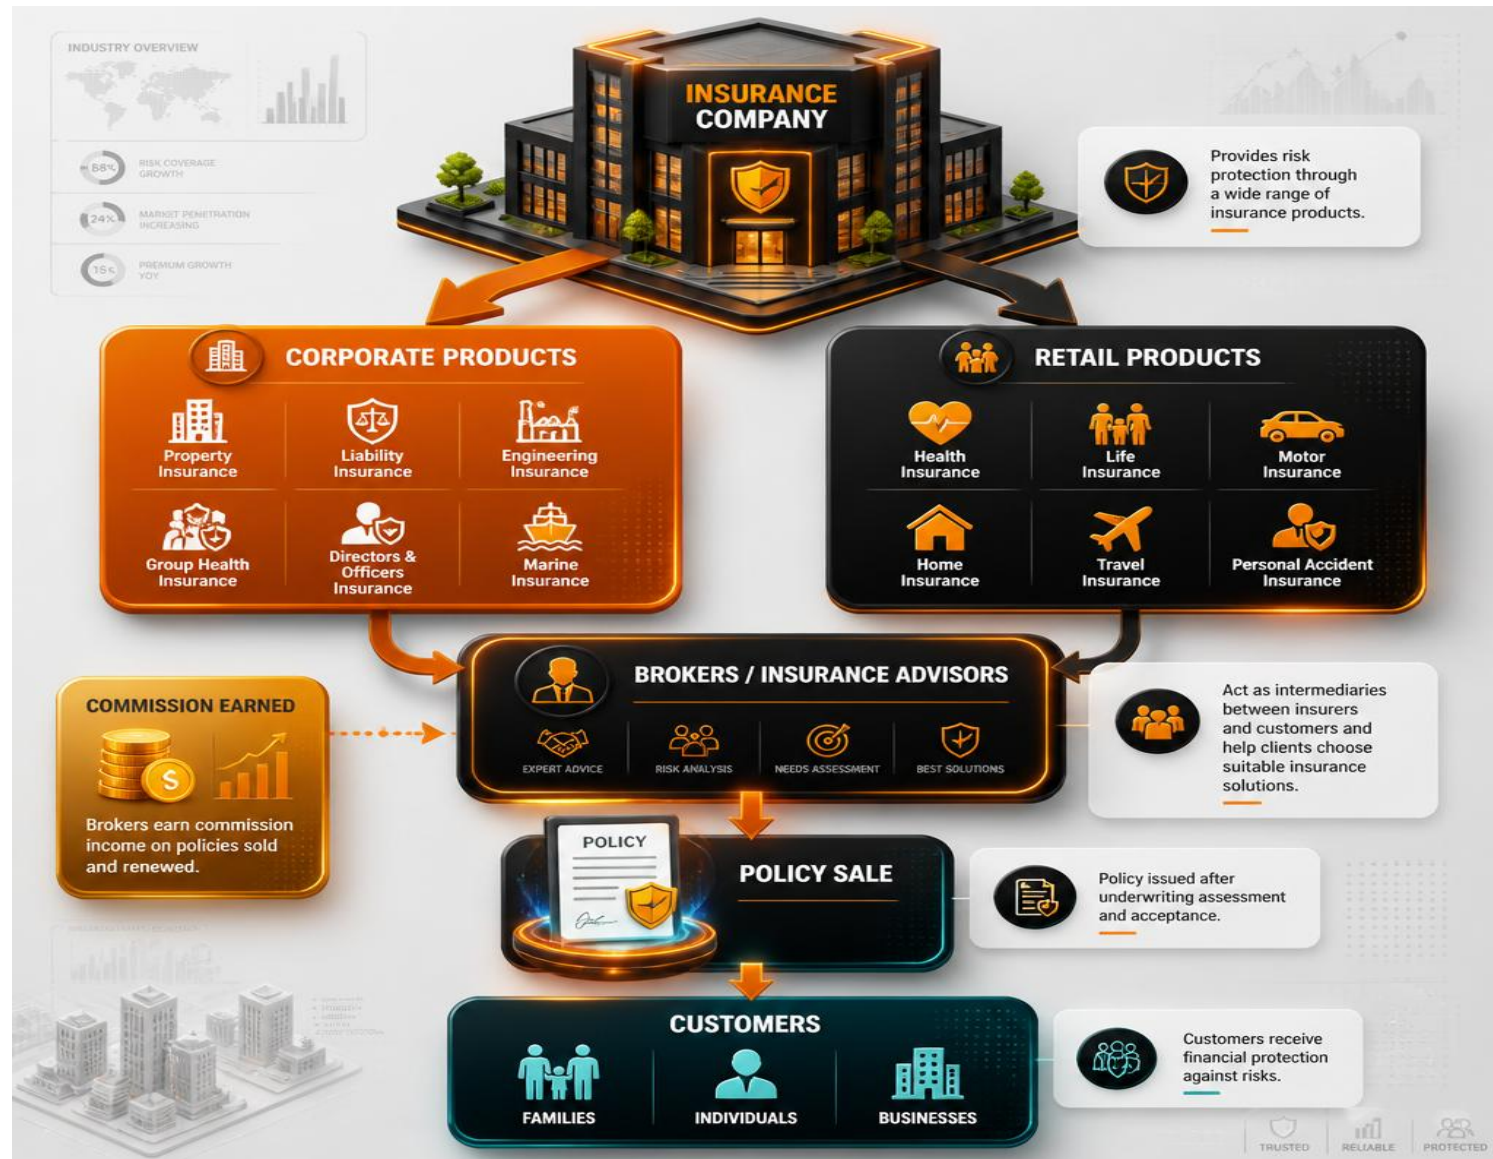 INDUSTRY OVERVIEW
RISK COVERAGE
GROWTH
24%
MARKET PENETRATION
INCREASING
PREMIUM GROWTH
YOY
INSURANCE
COMPANY
Provides risk
protection through
a wide range of
insurance products.
CORPORATE PRODUCTS
Property
Insurance
Liability
Insurance
Engineering
Insurance
Group Health
Insurance
Directors &
Officers
Insurance
Marine
Insurance
RETAIL PRODUCTS
Health
Insurance
Life
Insurance
Motor
Insurance
Home
Insurance
Travel
Insurance
Personal Accident
Insurance
COMMISSION EARNED
$
Brokers earn commission
income on policies sold
and renewed.
BROKERS / INSURANCE ADVISORS
EXPERT ADVICE
RISK ANALYSIS
NEEDS ASSESSMENT
BEST SOLUTIONS
Act as intermediaries
between insurers
and customers and
help clients choose
suitable insurance
solutions.
POLICY
POLICY SALE
Policy issued after
underwriting assessment
and acceptance.
CUSTOMERS
FAMILIES
INDIVIDUALS
BUSINESSES
Customers receive
financial protection
against risks.
TRUSTED
RELIABLE
PROTECTED